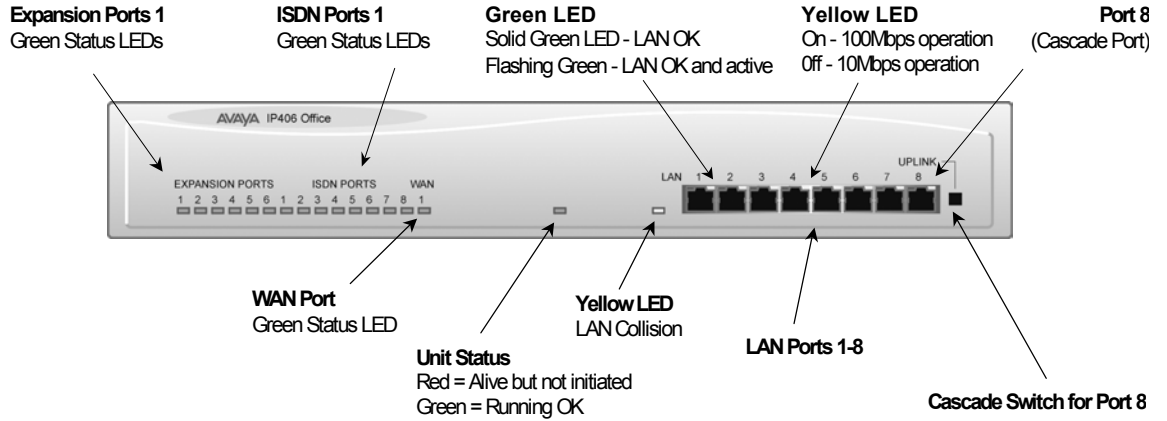 Expansion Ports 1
Green Status LEDs
ISDN Ports 1
Green Status LEDs
Green LED
Solid Green LED - LAN OK
Flashing Green - LAN OK and active
Yellow LED
On - 100Mbps operation
Off - 10Mbps operation
Port 8
(Cascade Port)
AVAYA IP406 Office
EXPANSION PORTS ISDN PORTS WAN
1 2 3 4 5 6 1 2 3 4 5 6 7 8 1
UPLINK
LAN 1 2 3 4 5 6 7 8
WAN Port
Green Status LED
Unit Status
Red = Alive but not initiated
Green = Running OK
Yellow LED
LAN Collision
LAN Ports 1-8
Cascade Switch for Port 8